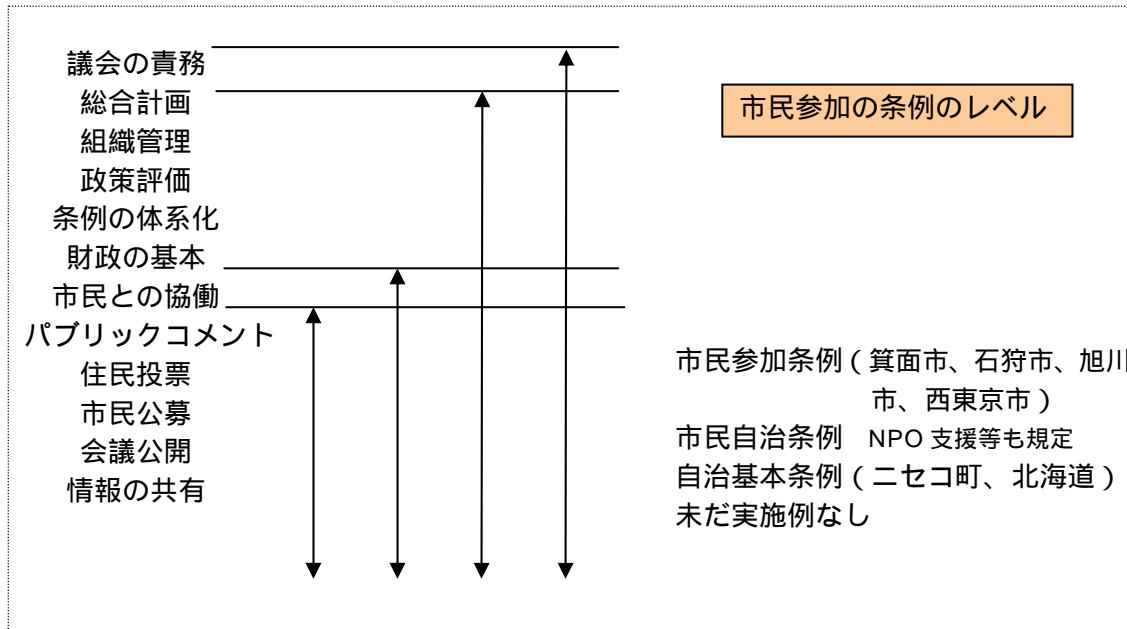 議会の責務
総合計画
組織管理
政策評価
条例の体系化
財政の基本
市民との協働
パブリックコメント
住民投票
市民公募
会議公開
情報の共有
市民参加の条例のレベル
市民参加条例(箕面市、石狩市、旭川
市、西東京市)
市民自治条例 NPO 支援等も規定
自治基本条例(ニセコ町、北海道)
未だ実施例なし